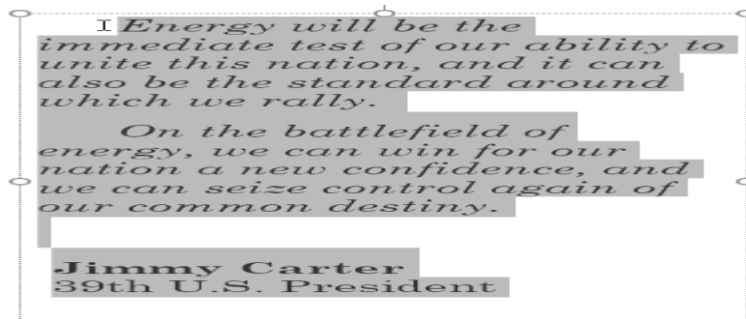 Energy will be the
immediate test of our ability to
unite this nation, and it can
also be the standard around
which we rally.
On the battlefield of
energy, we can win for our
nation a new confidence, and
we can seize control again of
our common destiny.
Jimmy Carter
39th U.S. President